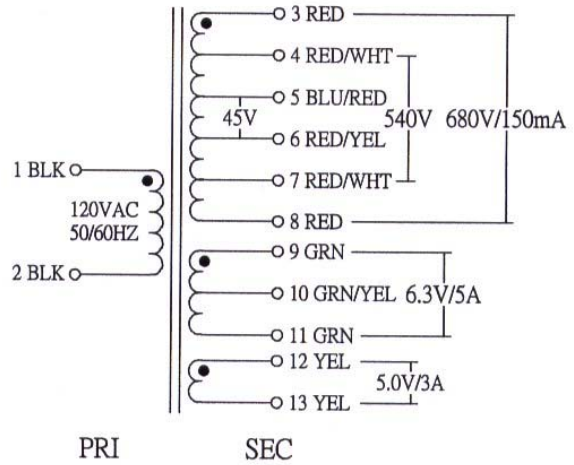 3 RED
4 RED/WHT
5 BLU/RED
45V
540V
680V/150mA
6 RED/YEL
1 BLK
7 RED/WHT
120VAC
50/60HZ
8 RED
9 GRN
2 BLK
10 GRN/YEL
6.3V/5A
11 GRN
12 YEL
5.0V/3A
13 YEL
PRI
SEC